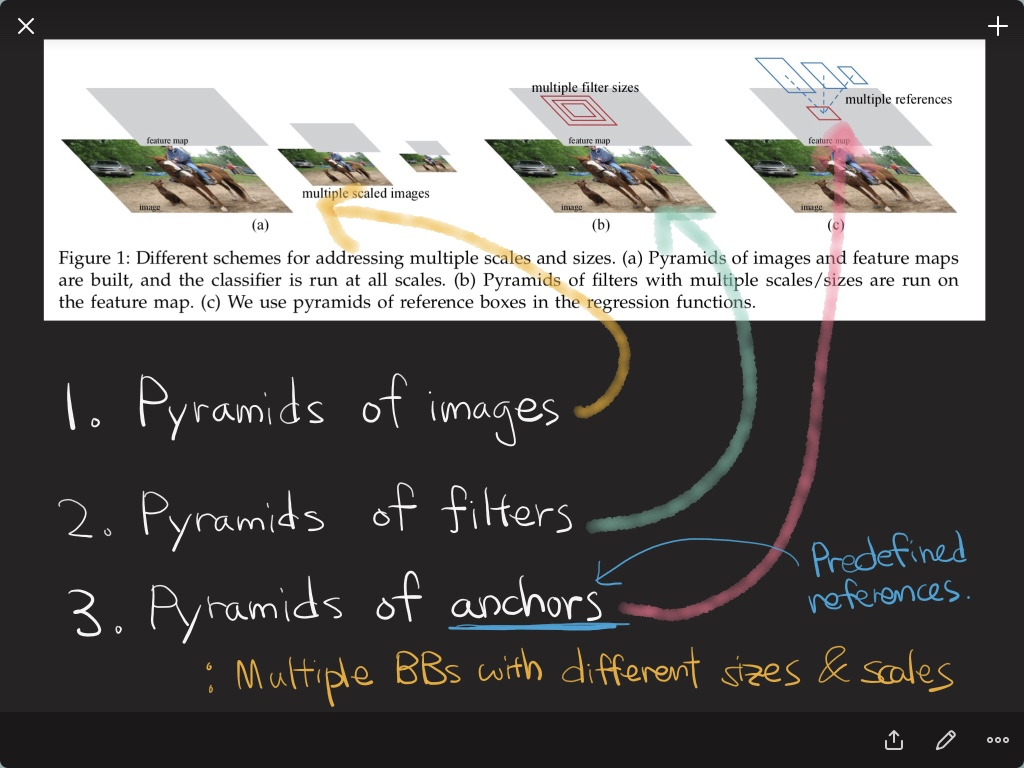 multiple filter sizes
multiple references
feature map
feature map
feature map
multiple scaled images
image
image
image
(a)
(b)
(c)
Figure 1: Different schemes for addressing multiple scales and sizes. (a) Pyramids of images and feature maps
are built, and the classifier is run at all scales. (b) Pyramids of filters with multiple scales/sizes are run on
the feature map. (c) We use pyramids of reference boxes in the regression functions.
1. Pyramids of images
2. Pyramids of filters
3. Pyramids of anchors
Predefined
references.
: Multiple BBs with different sizes & scales